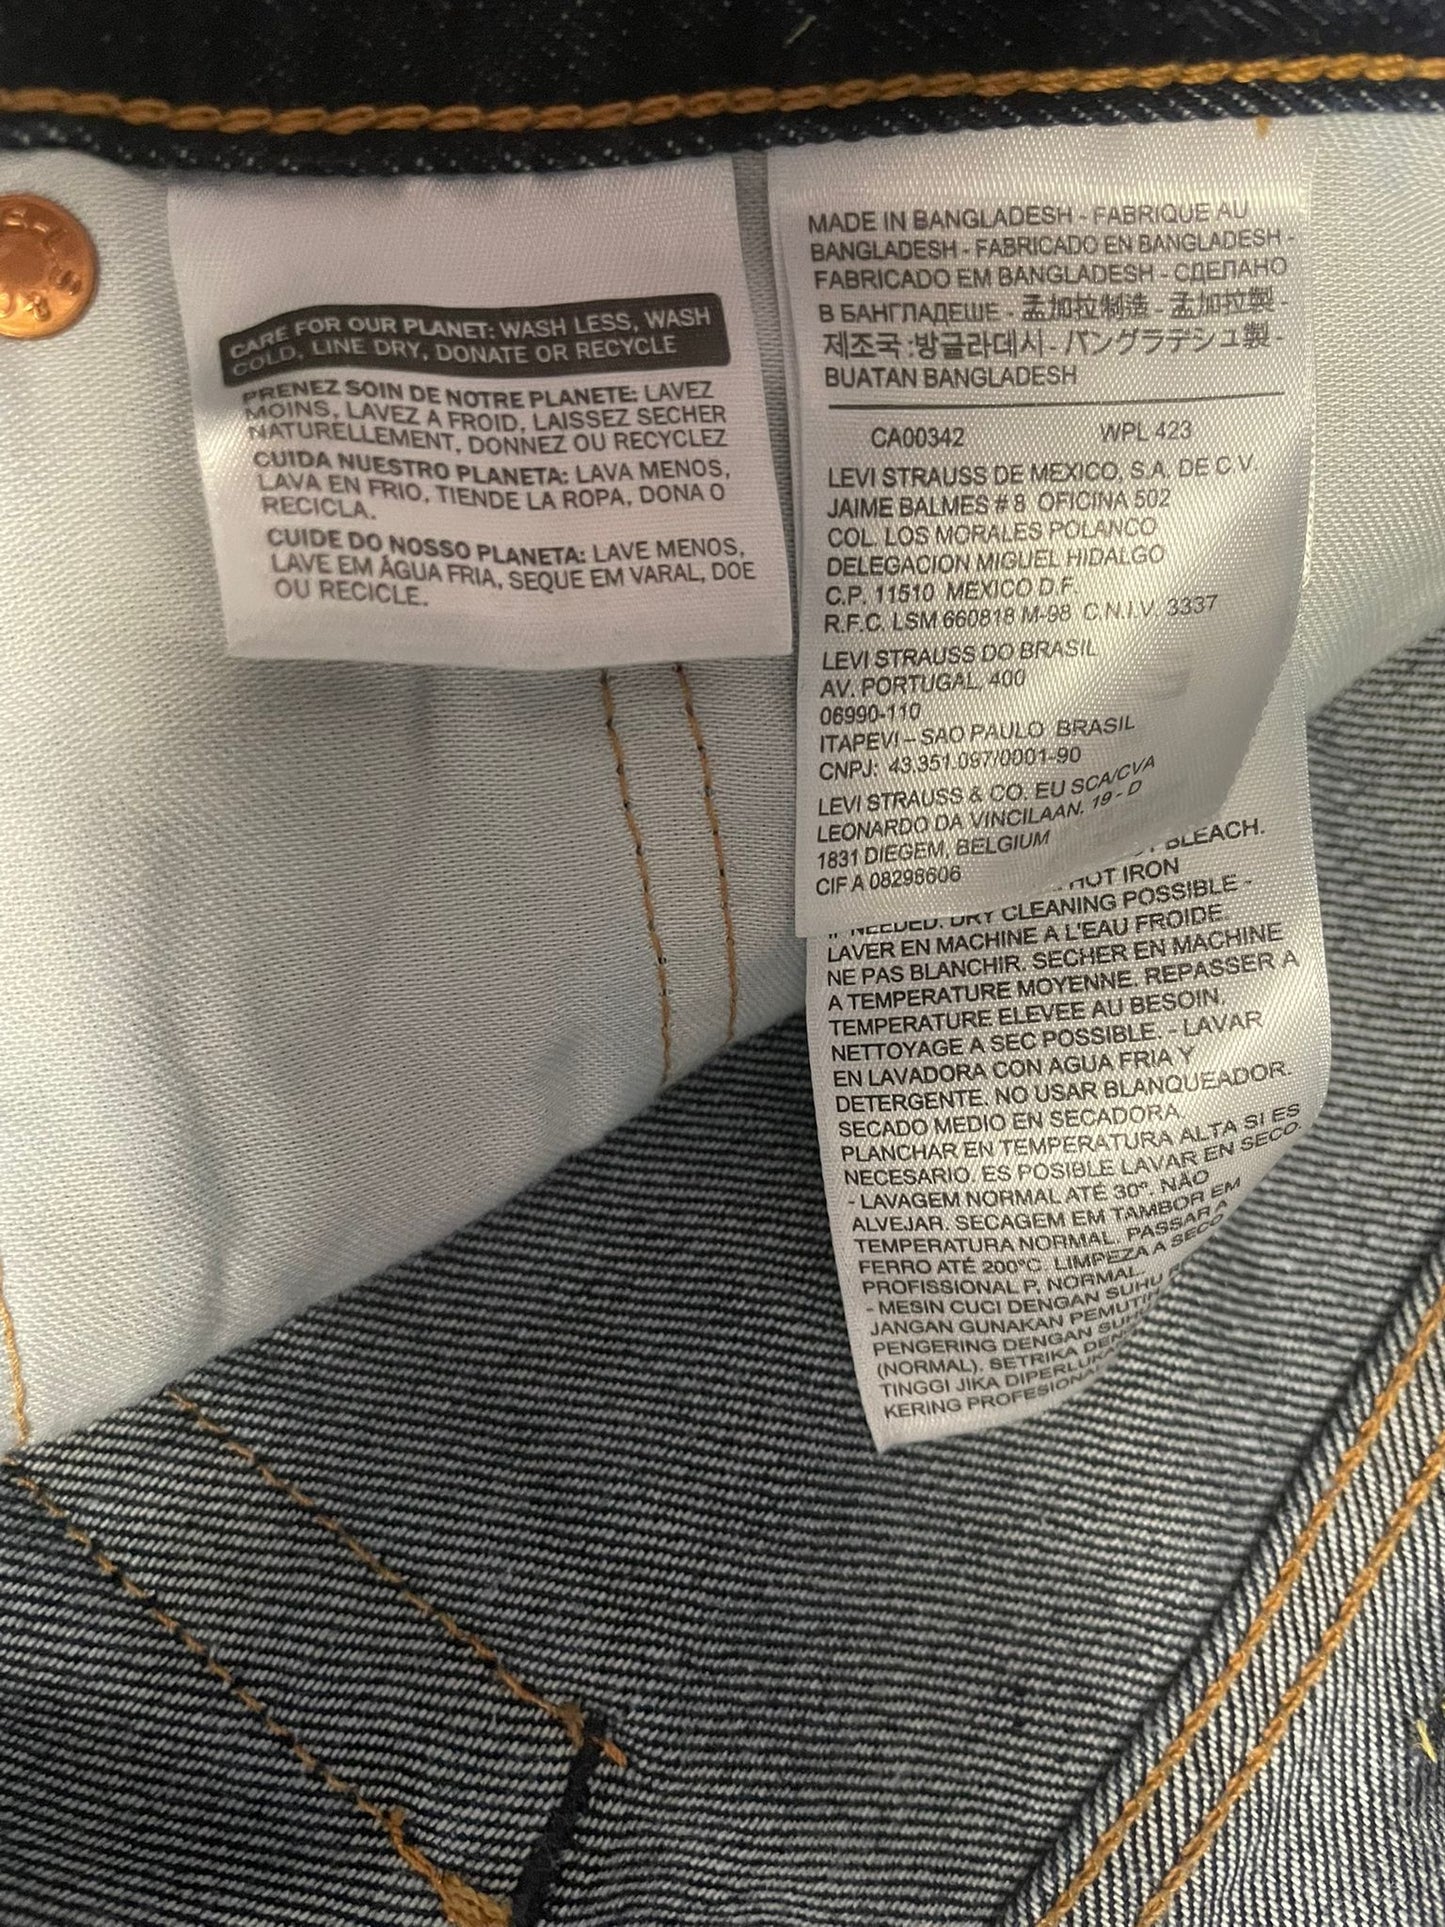 CARE FOR OUR PLANET: WASH LESS, WASH
COLD, LINE DRY, DONATE OR RECYCLE
PRENEZ SOIN DE NOTRE PLANETE: LAVEZ
MOINS, LAVEZ A FROID, LAISSEZ SECHER
NATURELLEMENT, DONNEZ OU RECYCLEZ
CUIDA NUESTRO PLANETA: LAVA MENOS,
LAVA EN FRIO, TIENDE LA ROPA, DONA O
RECICLA.
CUIDE DO NOSSO PLANETA: LAVE MENOS,
LAVE EM ÁGUA FRIA, SEQUE EM VARAL, DOE
OU RECICLE.
MADE IN BANGLADESH - FABRIQUE AU
BANGLADESH - FABRICADO EN BANGLADESH -
FABRICADO EM BANGLADESH - СДЕЛАНО
В БАНГЛАДЕШЕ - 孟加拉制造 - 孟加拉製 -
제조국 :방글라데시 - バングラデシュ製 -
BUATAN BANGLADESH
CA00342 WPL 423
LEVI STRAUSS DE MEXICO, S.A. DE C.V.
JAIME BALMES # 8 OFICINA 502
COL. LOS MORALES POLANCO
DELEGACION MIGUEL HIDALGO
C.P. 11510 MEXICO D.F.
R.F.C. LSM 660818 M-98 C.N.I.V. 3337
LEVI STRAUSS DO BRASIL
AV. PORTUGAL, 400
06990-110
ITAPEVI – SAO PAULO BRASIL
CNPJ: 43.351.097/0001-90
LEVI STRAUSS & CO. EU SCA/CVA
LEONARDO DA VINCILAAN, 19 - D
1831 DIEGEM, BELGIUM
CIF A 08298606
BLEACH.
HOT IRON
IF NEEDED. DRY CLEANING POSSIBLE -
LAVER EN MACHINE A L'EAU FROIDE.
NE PAS BLANCHIR. SECHER EN MACHINE
A TEMPERATURE MOYENNE. REPASSER A
TEMPERATURE ELEVEE AU BESOIN.
NETTOYAGE A SEC POSSIBLE. - LAVAR
EN LAVADORA CON AGUA FRIA Y
DETERGENTE. NO USAR BLANQUEADOR.
SECADO MEDIO EN SECADORA.
PLANCHAR EN TEMPERATURA ALTA SI ES
NECESARIO. ES POSIBLE LAVAR EN SECO.
- LAVAGEM NORMAL ATÉ 30°. NÃO
ALVEJAR. SECAGEM EM TAMBOR EM
TEMPERATURA NORMAL. PASSAR A
FERRO ATÉ 200°C. LIMPEZA A SECO
PROFISSIONAL P, NORMAL.
- MESIN CUCI DENGAN SUHU
JANGAN GUNAKAN PEMUTIH
PENGERING DENGAN
(NORMAL). SETRIKA
TINGGI JIKA DIPERLUKAN
KERING PROFESIONAL